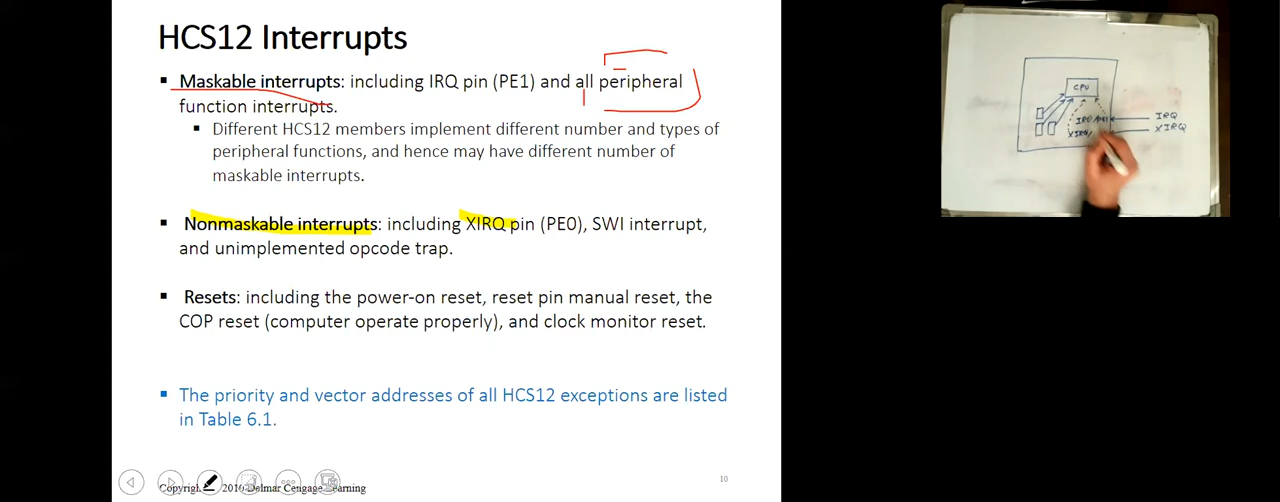 HCS12 Interrupts
▪ Maskable interrupts: including IRQ pin (PE1) and all peripheral
function interrupts.
▪ Different HCS12 members implement different number and types of
peripheral functions, and hence may have different number of
maskable interrupts.
▪ Nonmaskable interrupts: including XIRQ pin (PE0), SWI interrupt,
and unimplemented opcode trap.
▪ Resets: including the power-on reset, reset pin manual reset, the
COP reset (computer operate properly), and clock monitor reset.
▪ The priority and vector addresses of all HCS12 exceptions are listed
in Table 6.1.
Delmar Cengage Learning
10
CPU
IRQ
XIRQ